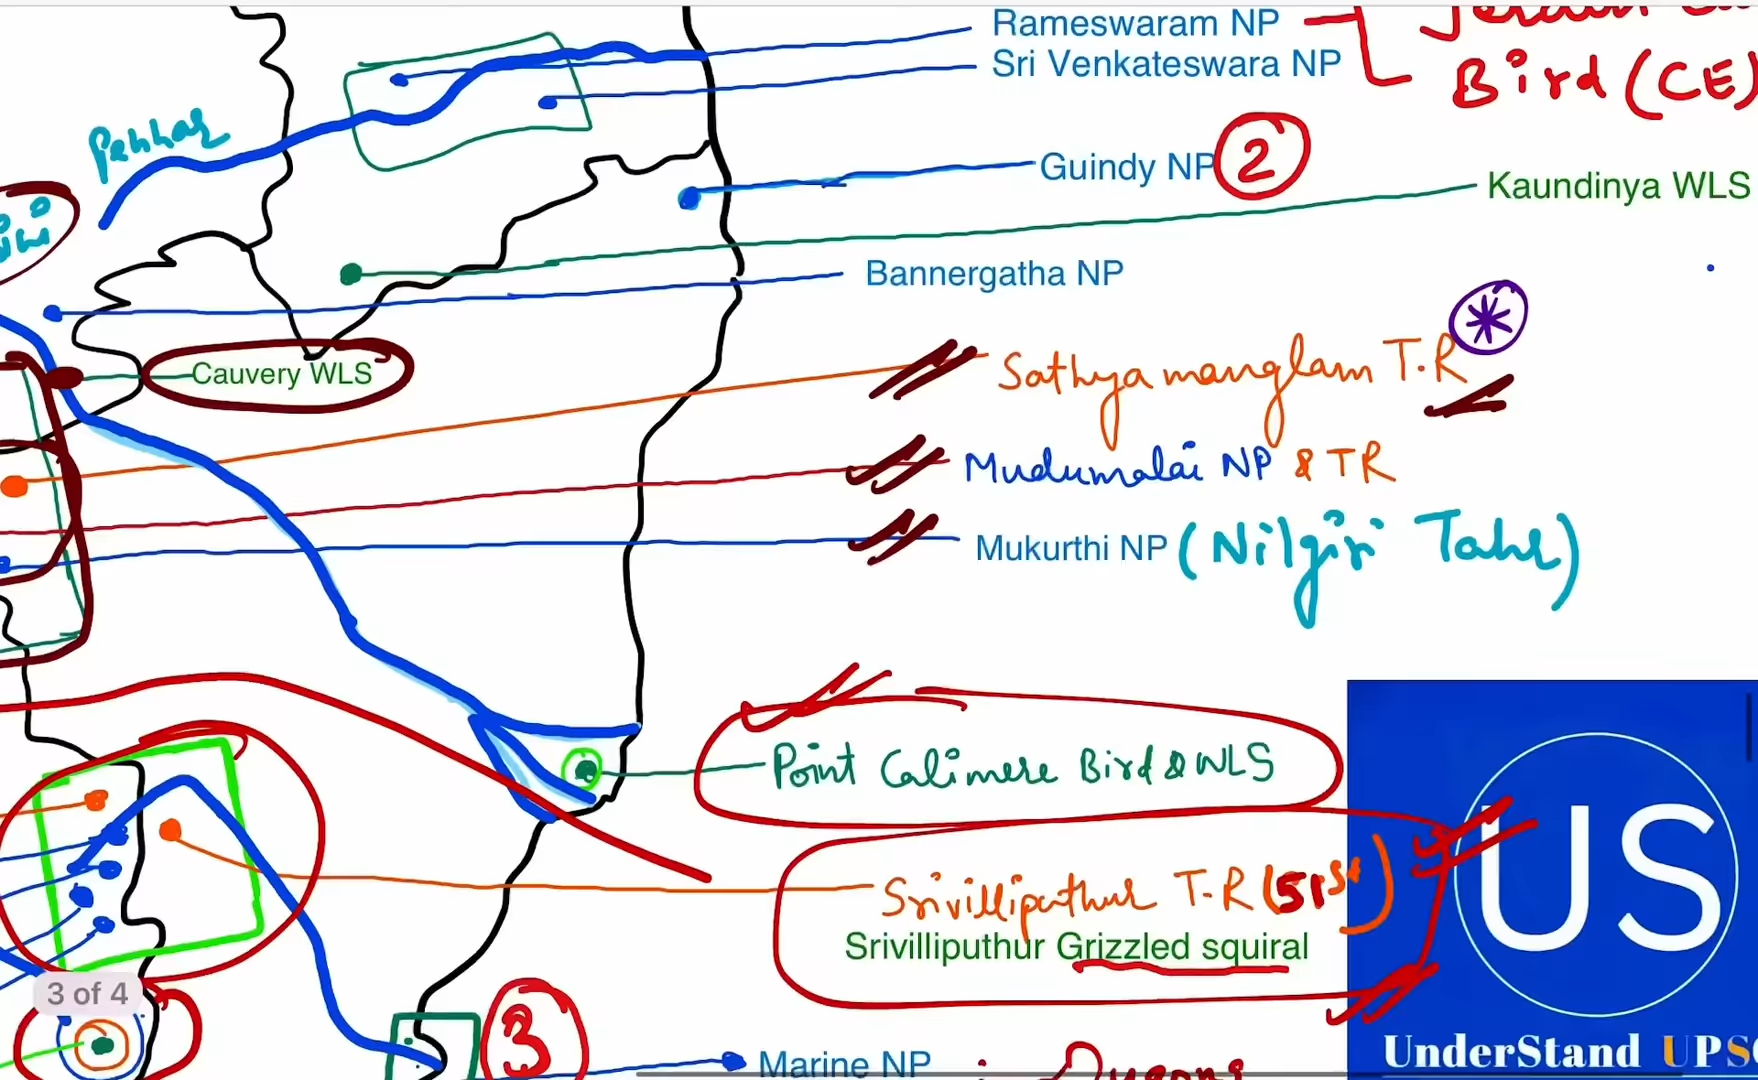 Rameswaram NP
Sri Venkateswara NP
Bird (CE)
Pennar
Guindy NP 2
Kaundinya WLS
Bannergatha NP
Cauvery WLS
Sathyamanglam T.R *
Mudumalai NP & TR
Mukurthi NP (Nilgiri Tahr)
Point Calimere Bird & WLS
Srivilliputhur T-R (51st)
Srivilliputhur Grizzled squiral
US
3 of 4
3
Marine NP : Dugong
UnderStand UPSC